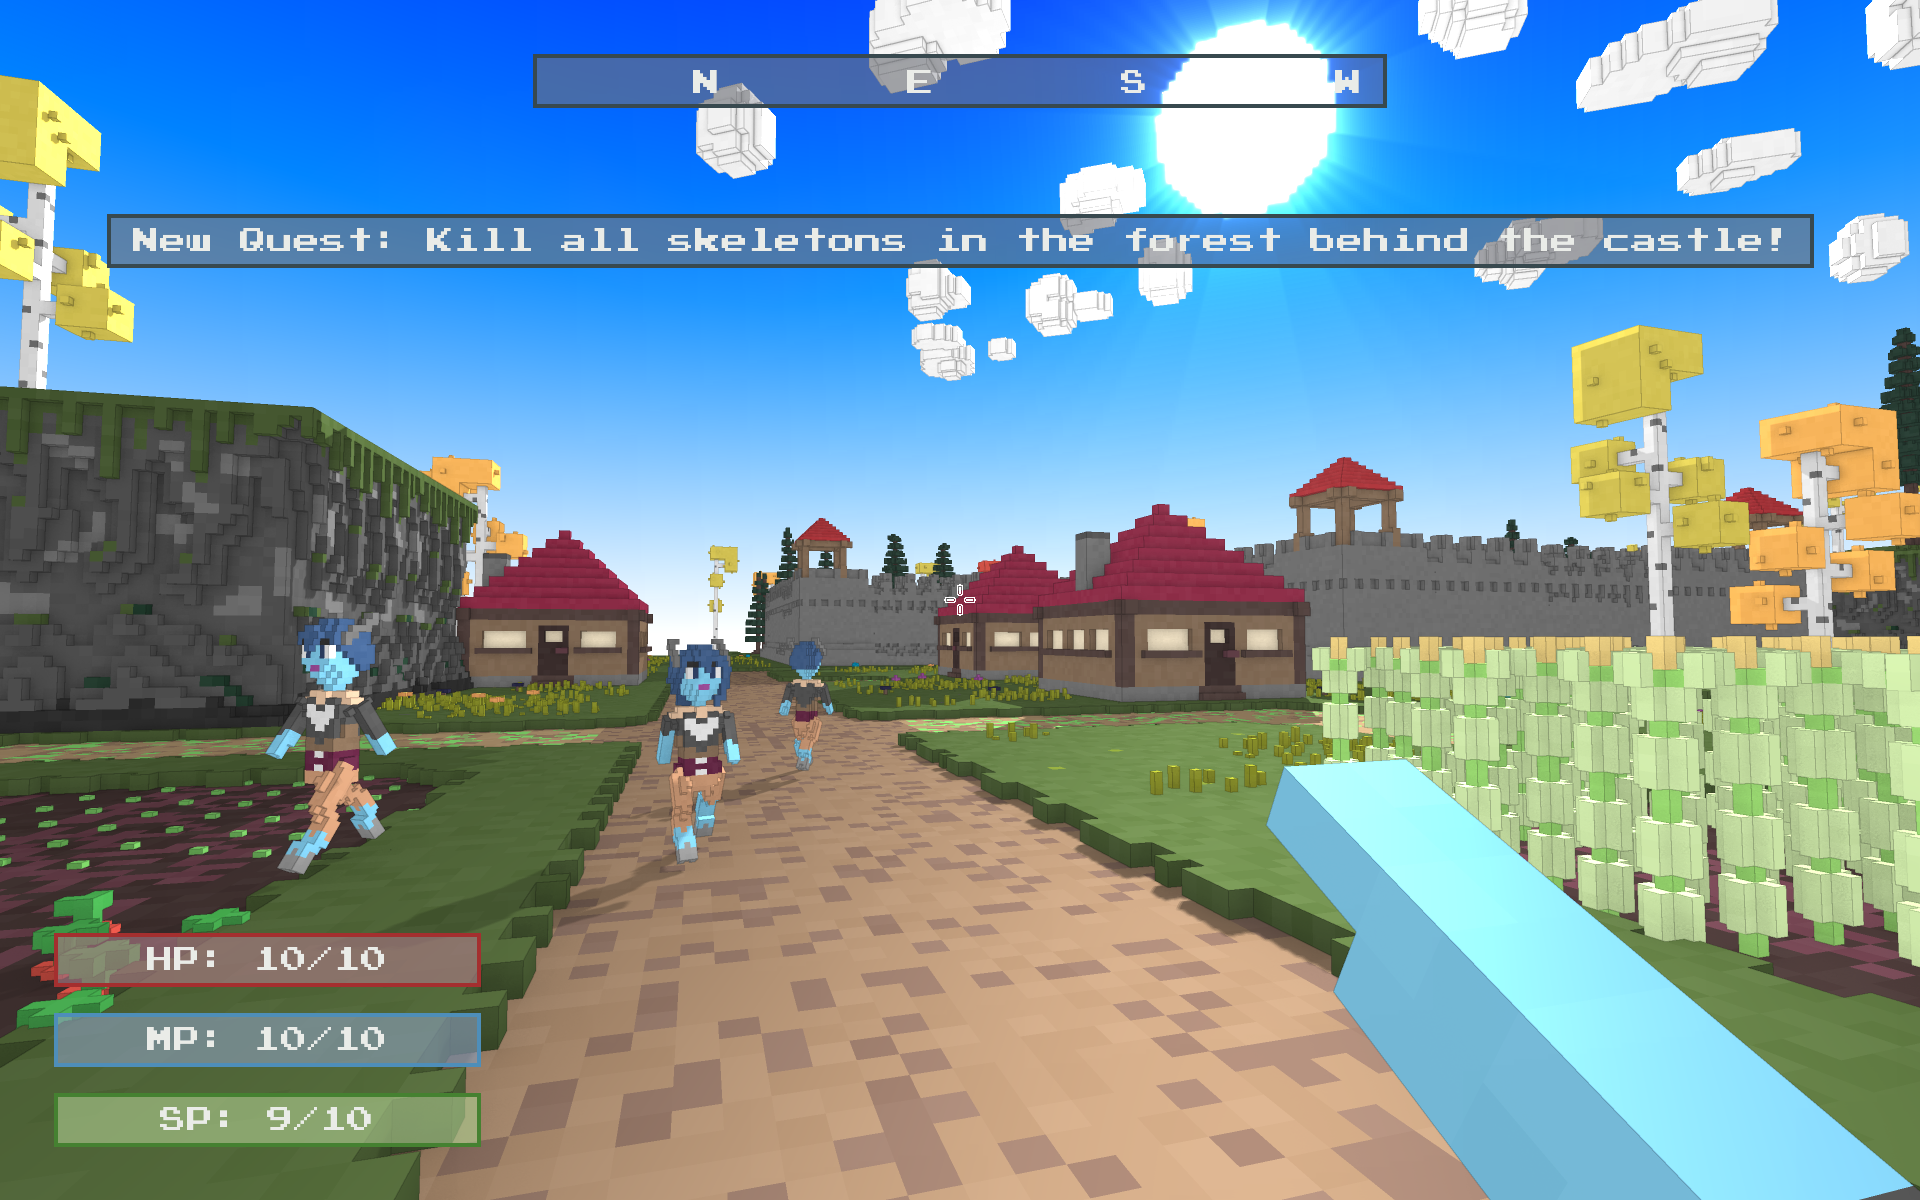 N E S W
New Quest: Kill all skeletons in the forest behind the castle!
HP: 10/10
MP: 10/10
SP: 9/10